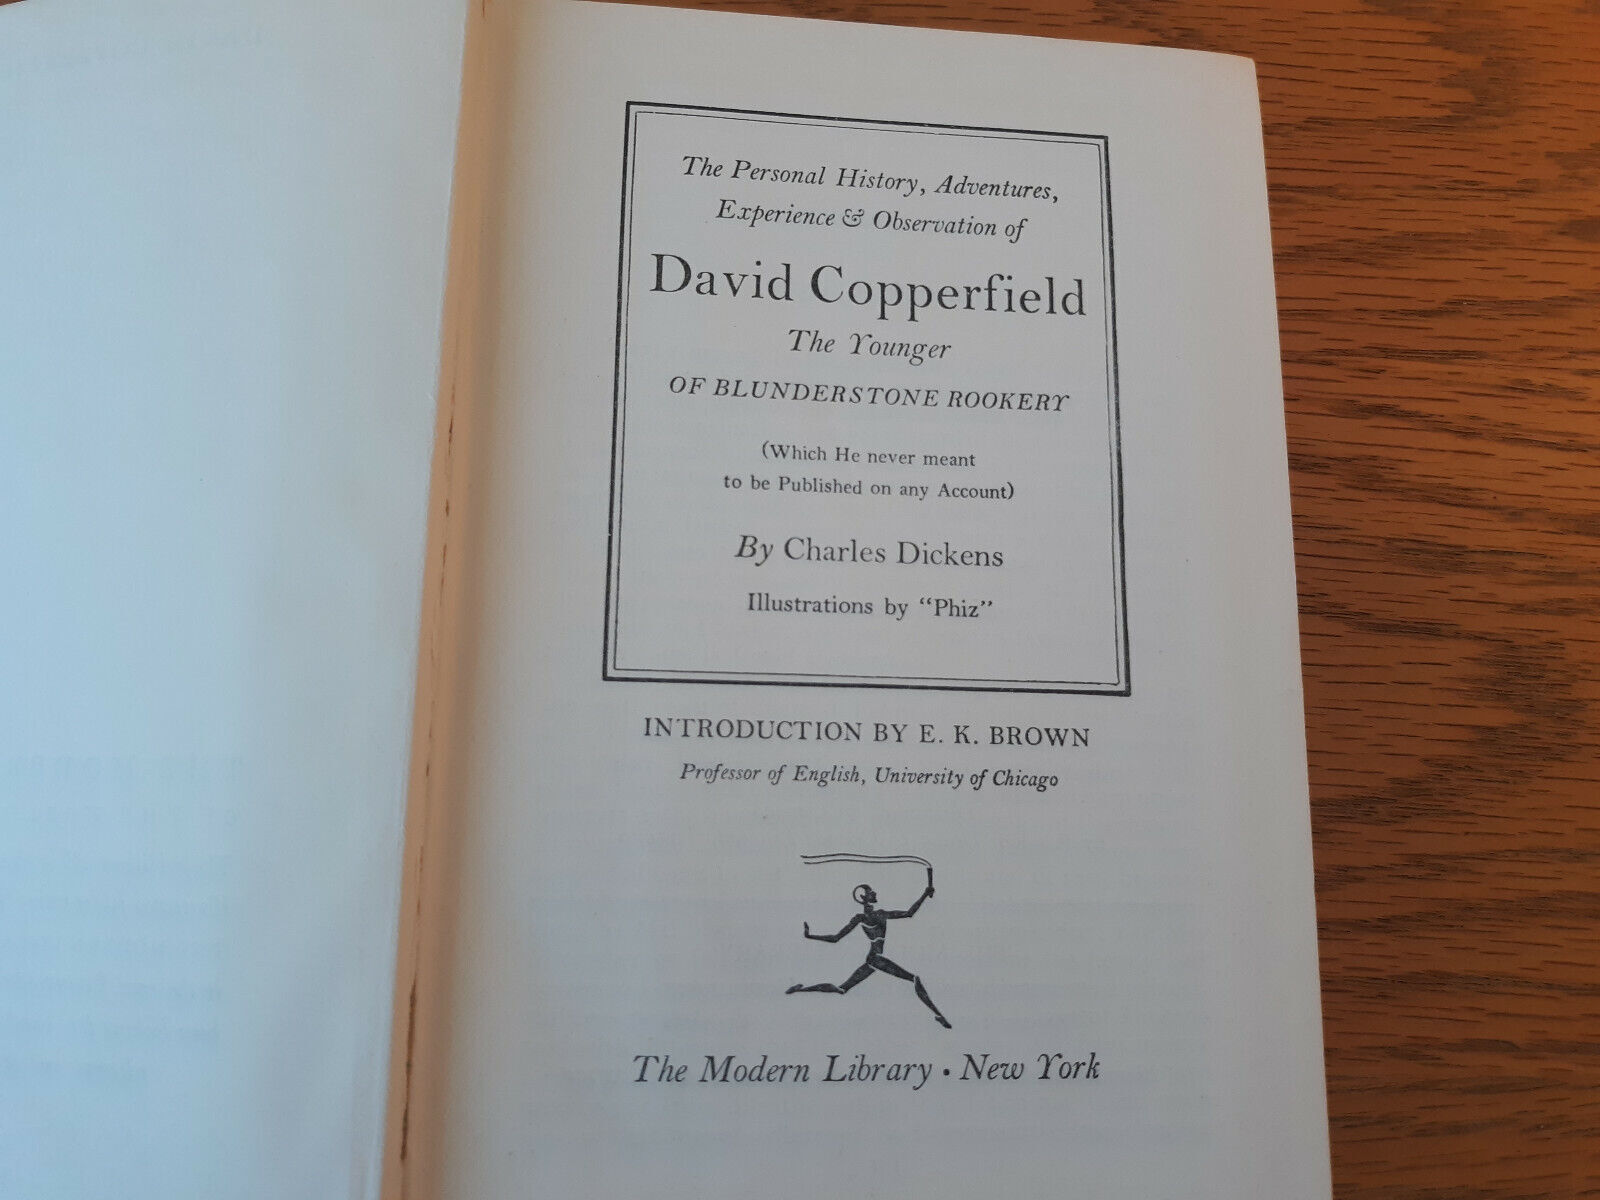 The Personal History, Adventures,
Experience & Observation of
David Copperfield
The Younger
OF BLUNDERSTONE ROOKERY
(Which He never meant
to be Published on any Account)
By Charles Dickens
Illustrations by “Phiz”
INTRODUCTION BY E. K. BROWN
Professor of English, University of Chicago
The Modern Library • New York